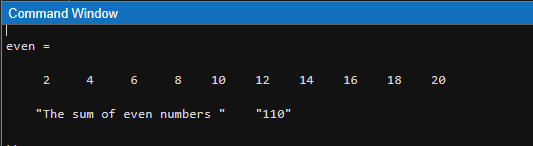 Command Window
even =
2 4 6 8 10 12 14 16 18 20
"The sum of even numbers " "110"